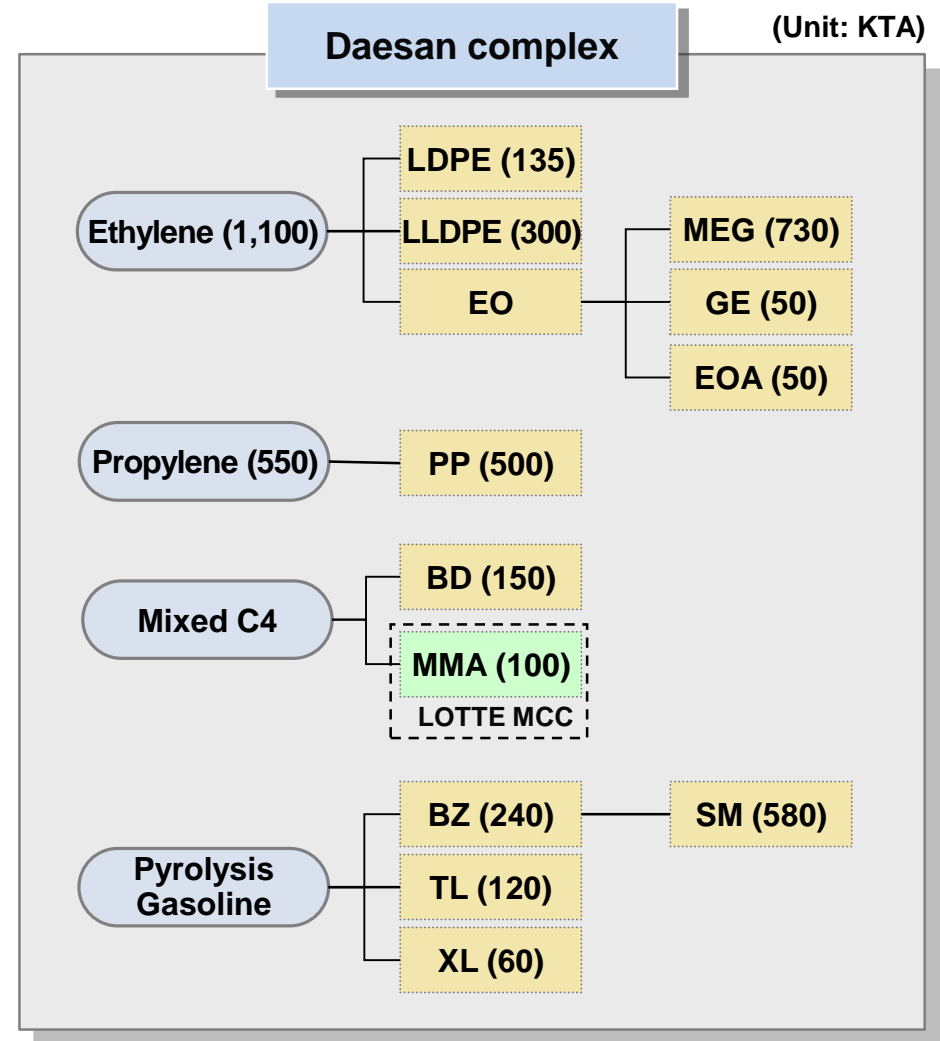 Daesan complex
(Unit: KTA)
LDPE (135)
Ethylene (1,100)
LLDPE (300)
MEG (730)
EO
GE (50)
EOA (50)
Propylene (550)
PP (500)
BD (150)
Mixed C4
MMA (100)
LOTTE MCC
BZ (240)
SM (580)
Pyrolysis
Gasoline
TL (120)
XL (60)